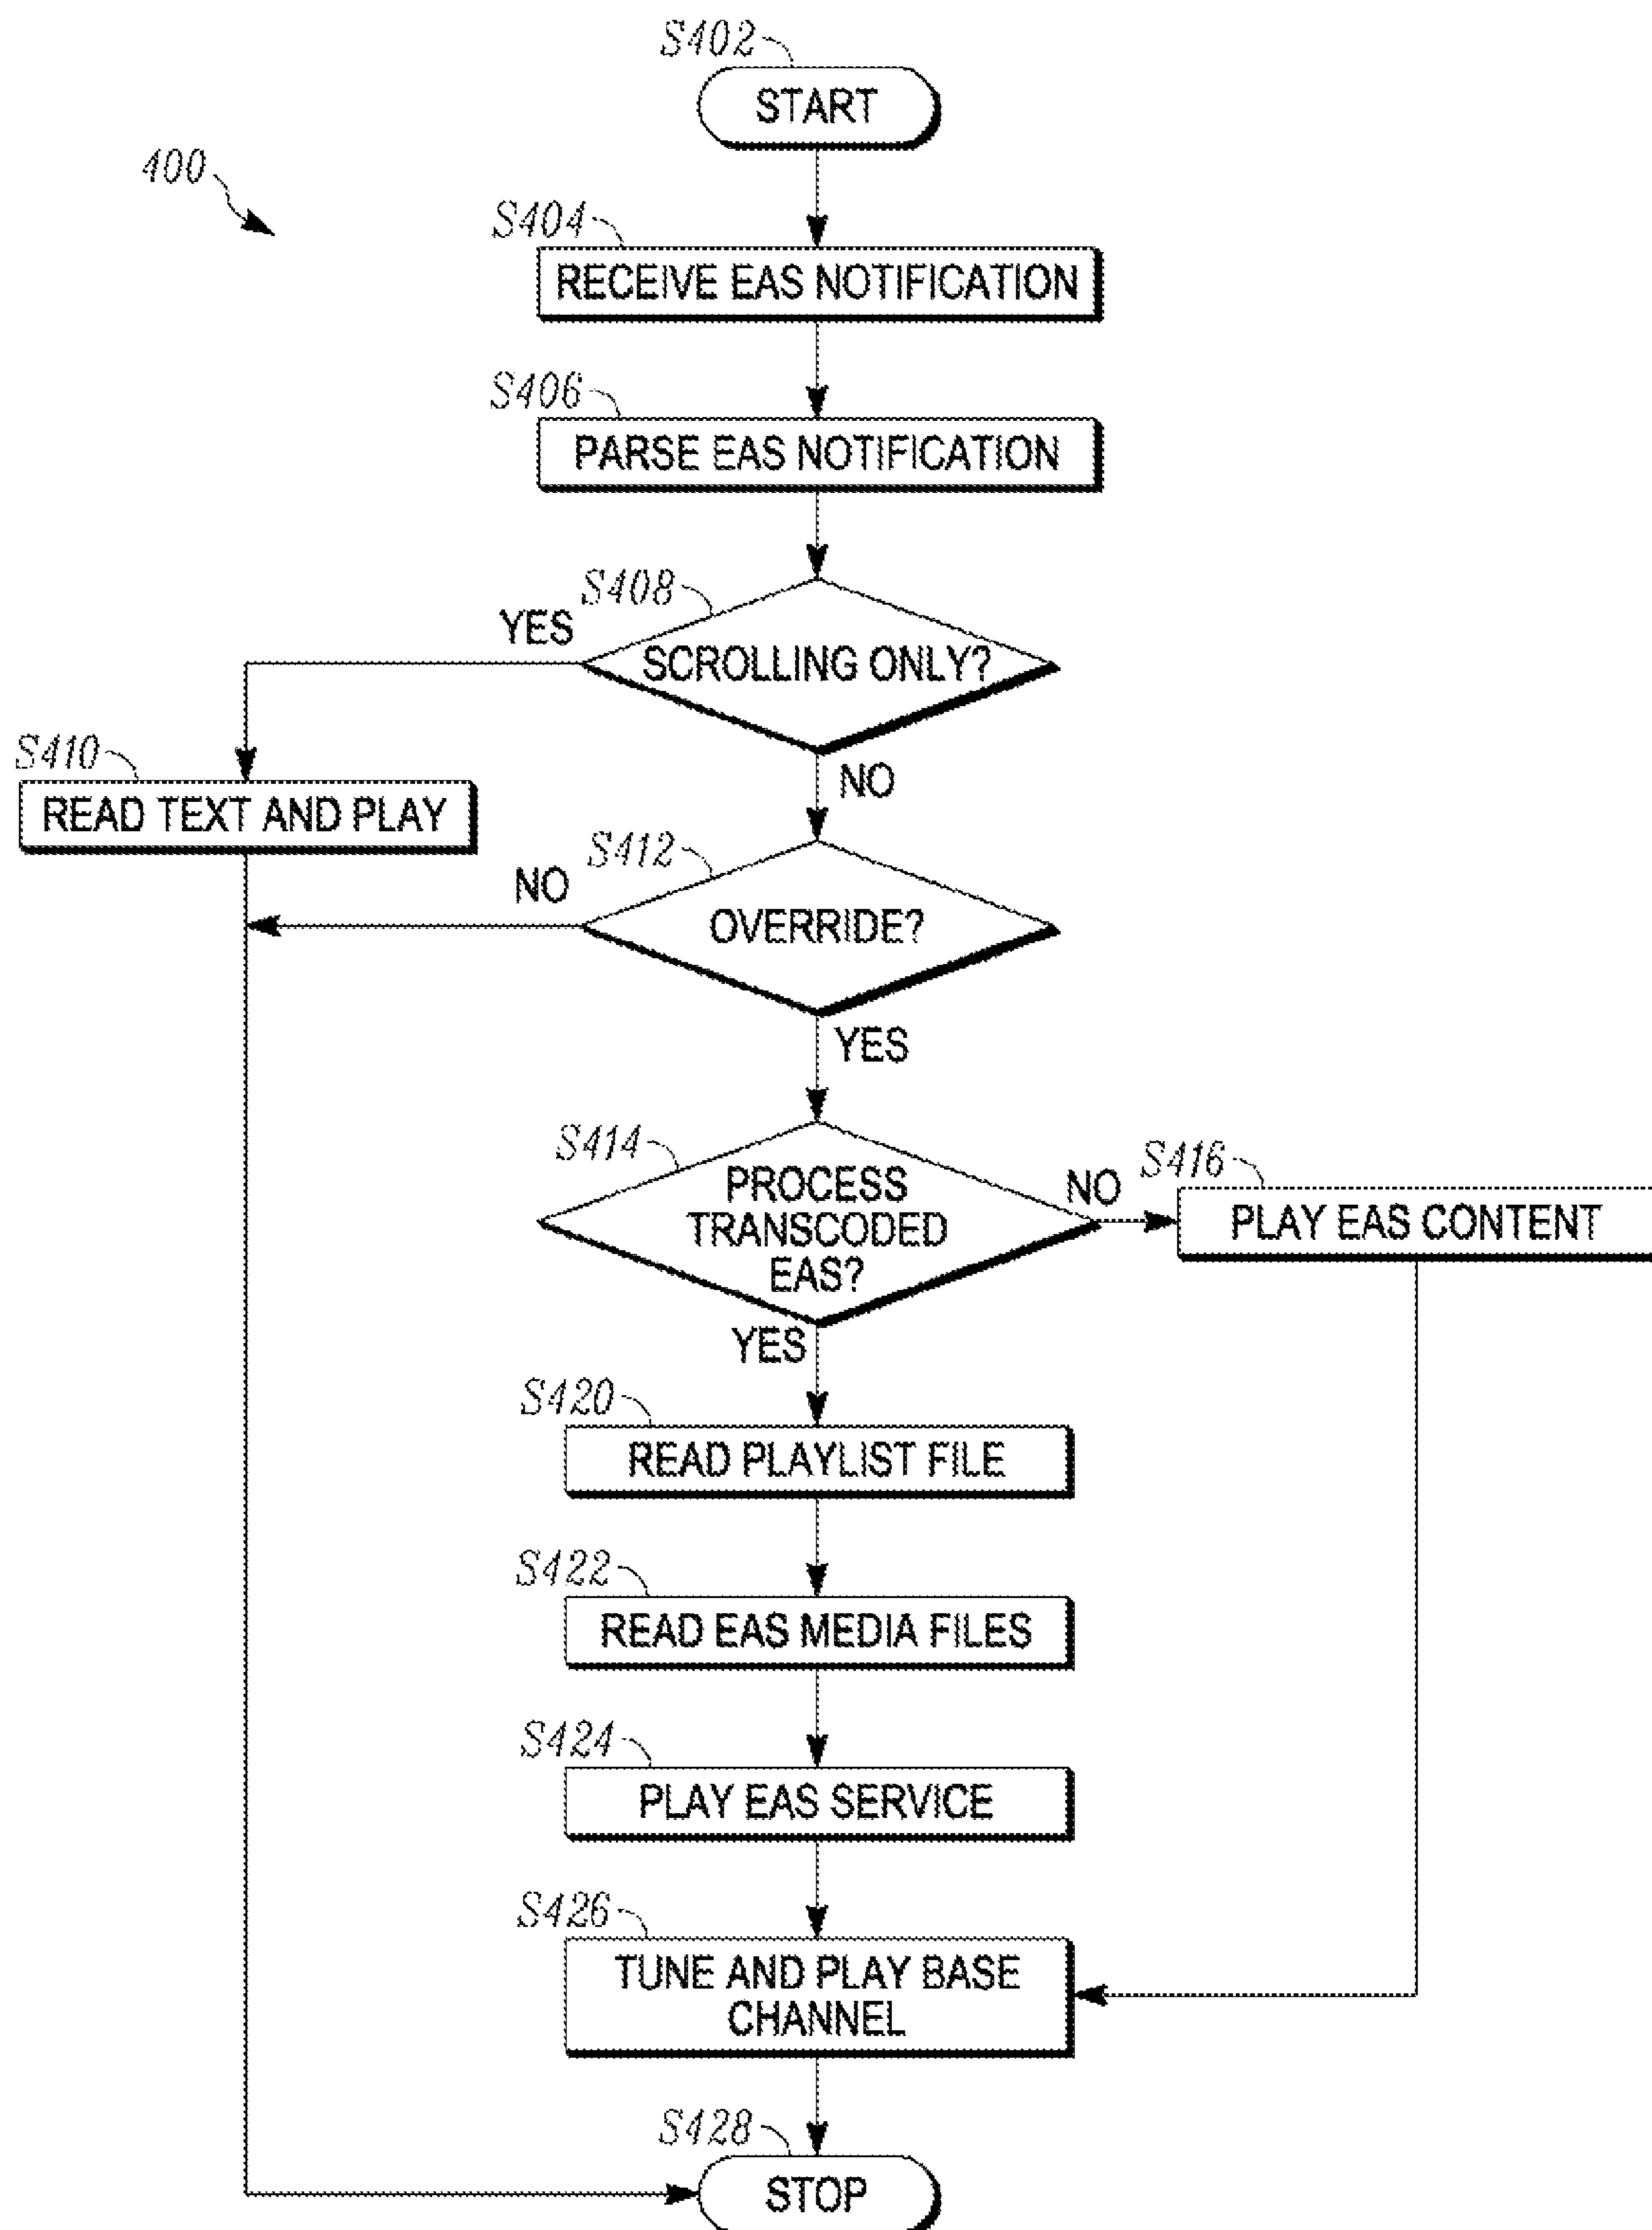 S402
START
400
S404
RECEIVE EAS NOTIFICATION
S406
PARSE EAS NOTIFICATION
S408
YES
SCROLLING ONLY?
NO
S410
READ TEXT AND PLAY
S412
NO
OVERRIDE?
YES
S414
PROCESS
TRANSCODED
EAS?
NO
S416
PLAY EAS CONTENT
YES
S420
READ PLAYLIST FILE
S422
READ EAS MEDIA FILES
S424
PLAY EAS SERVICE
S426
TUNE AND PLAY BASE
CHANNEL
S428
STOP